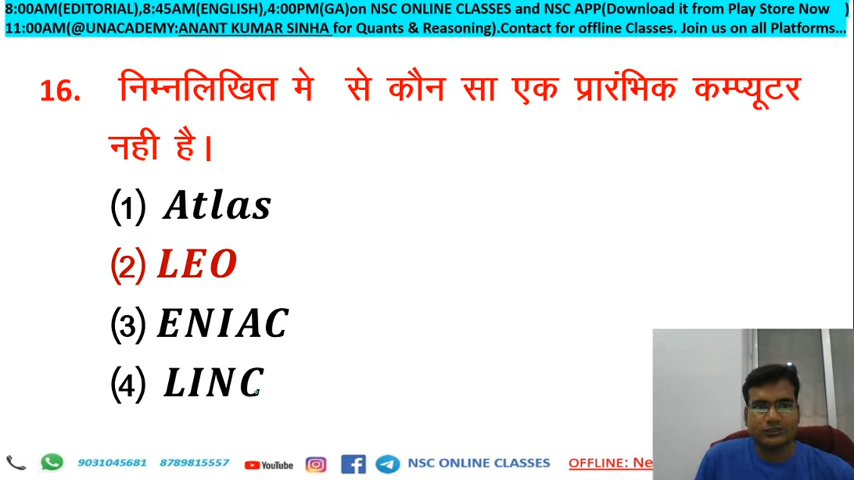 8:00AM(EDITORIAL),8:45AM(ENGLISH),4:00PM(GA)on NSC ONLINE CLASSES and NSC APP(Download it from Play Store Now )
11:00AM(@UNACADEMY:ANANT KUMAR SINHA for Quants & Reasoning).Contact for offline Classes. Join us on all Platforms...
16. निम्नलिखित मे से कौन सा एक प्रारंभिक कम्प्यूटर
नही है।
(1) Atlas
(2) LEO
(3) ENIAC
(4) LINC
9031045681 8789815557 YouTube NSC ONLINE CLASSES OFFLINE: Ne